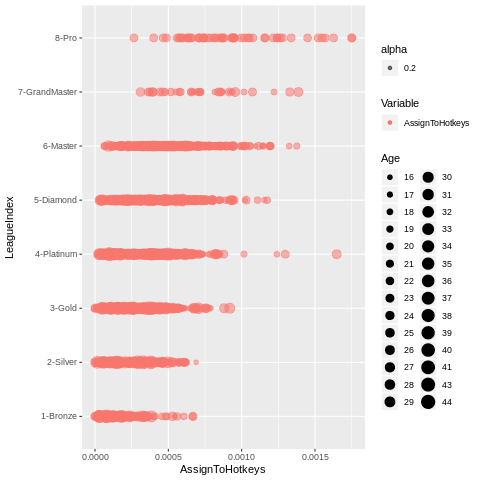 8-Pro
7-GrandMaster
6-Master
5-Diamond
4-Platinum
3-Gold
2-Silver
1-Bronze
LeagueIndex
0.0000 0.0005 0.0010 0.0015
AssignToHotkeys
alpha
0.2
Variable
AssignToHotkeys
Age
16 30
17 31
18 32
19 33
20 34
21 35
22 36
23 37
24 38
25 39
26 40
27 41
28 43
29 44